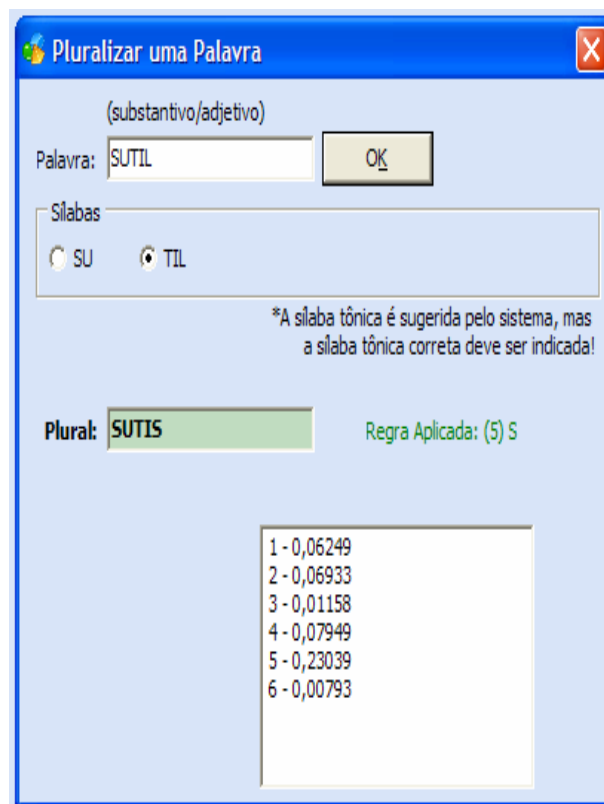 Pluralizar uma Palavra
(substantivo/adjetivo)
Palavra: SUTIL OK
Sílabas
SU TIL
*A sílaba tônica é sugerida pelo sistema, mas
a sílaba tônica correta deve ser indicada!
Plural: SUTIS Regra Aplicada: (5) S
1 - 0,06249
2 - 0,06933
3 - 0,01158
4 - 0,07949
5 - 0,23039
6 - 0,00793